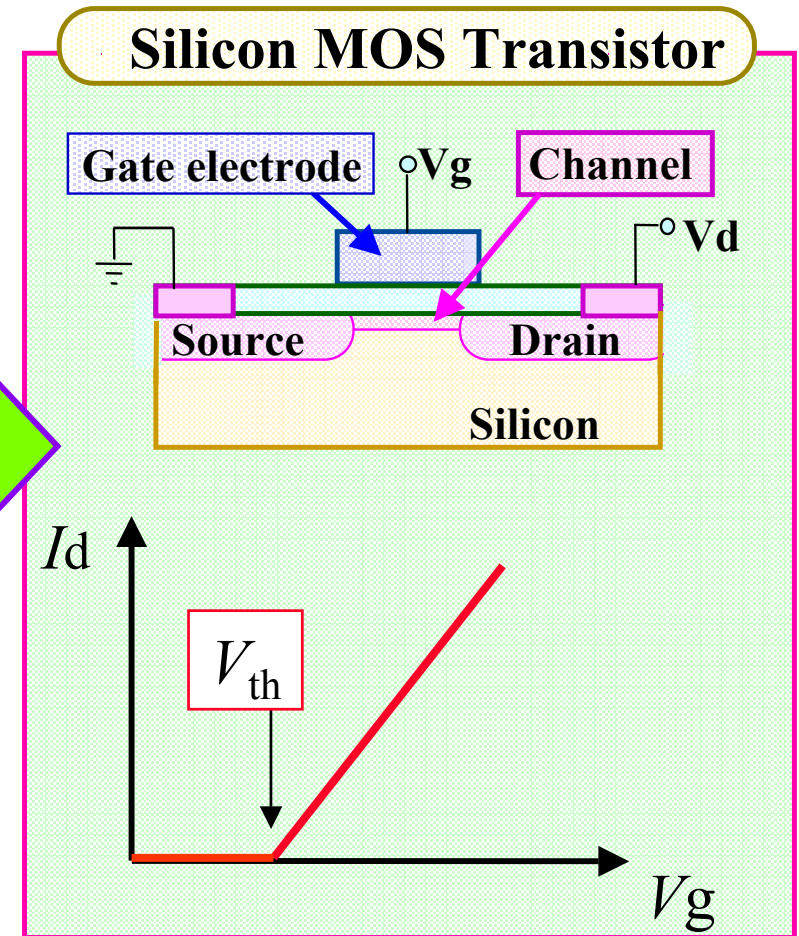 Silicon MOS Transistor
Gate electrode
Vg
Channel
Vd
Source
Drain
Silicon
Id
Vth
Vg